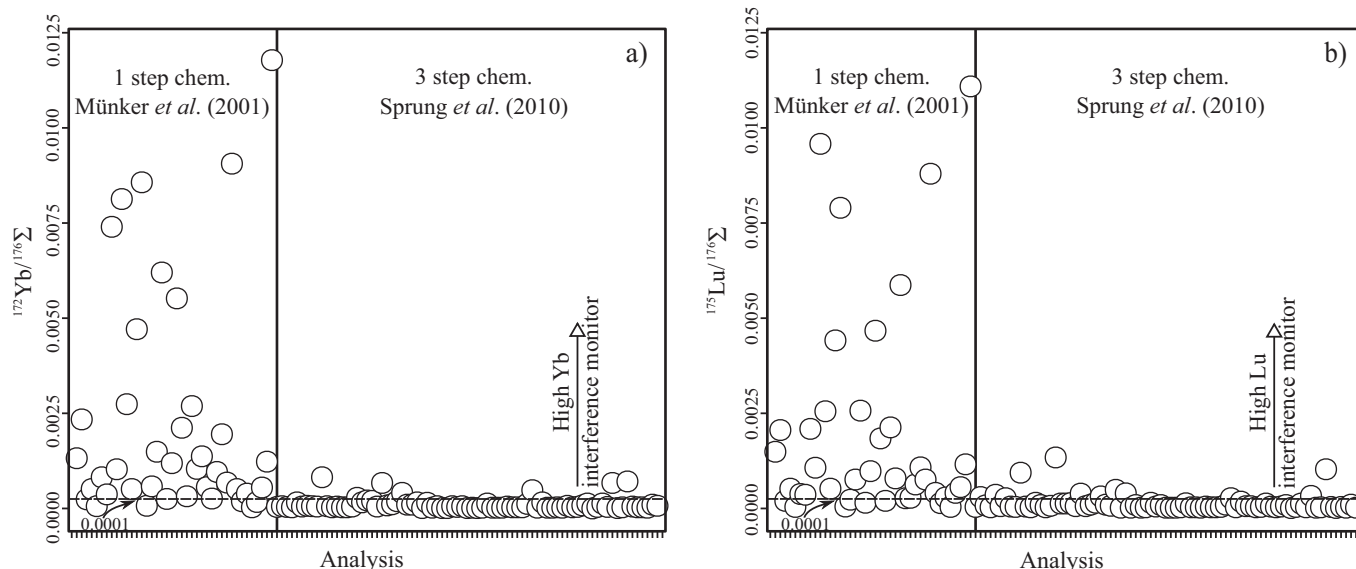 a)
1 step chem.
Münker et al. (2001)
3 step chem.
Sprung et al. (2010)
0.0125
0.0100
0.0075
0.0050
0.0025
0.0000
¹⁷²Yb/¹⁷⁶Σ
High Yb
interference monitor
0.0001
Analysis
b)
1 step chem.
Münker et al. (2001)
3 step chem.
Sprung et al. (2010)
0.0125
0.0100
0.0075
0.0050
0.0025
0.0000
¹⁷⁵Lu/¹⁷⁶Σ
High Lu
interference monitor
0.0001
Analysis